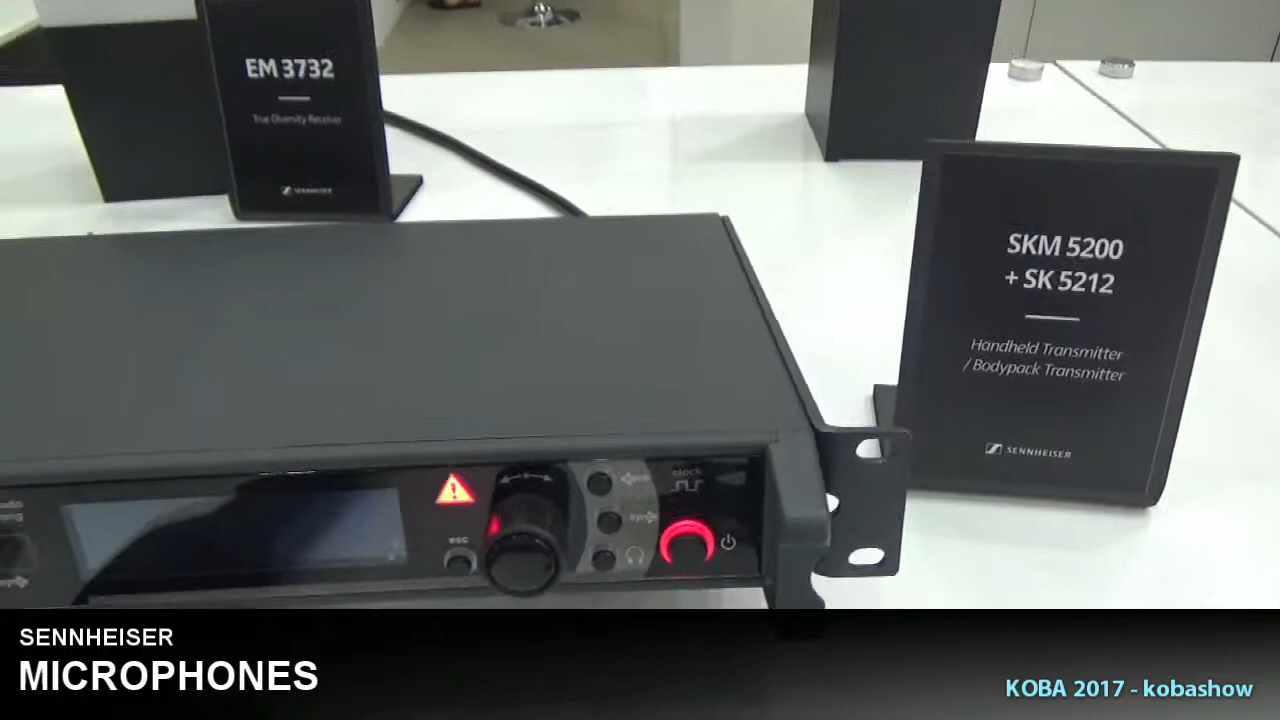 EM 3732
True Diversity Receiver
SENNHEISER
SKM 5200
+ SK 5212
Handheld Transmitter
/ Bodypack Transmitter
SENNHEISER
clock
sync
esc
SENNHEISER
MICROPHONES
KOBA 2017 - kobashow